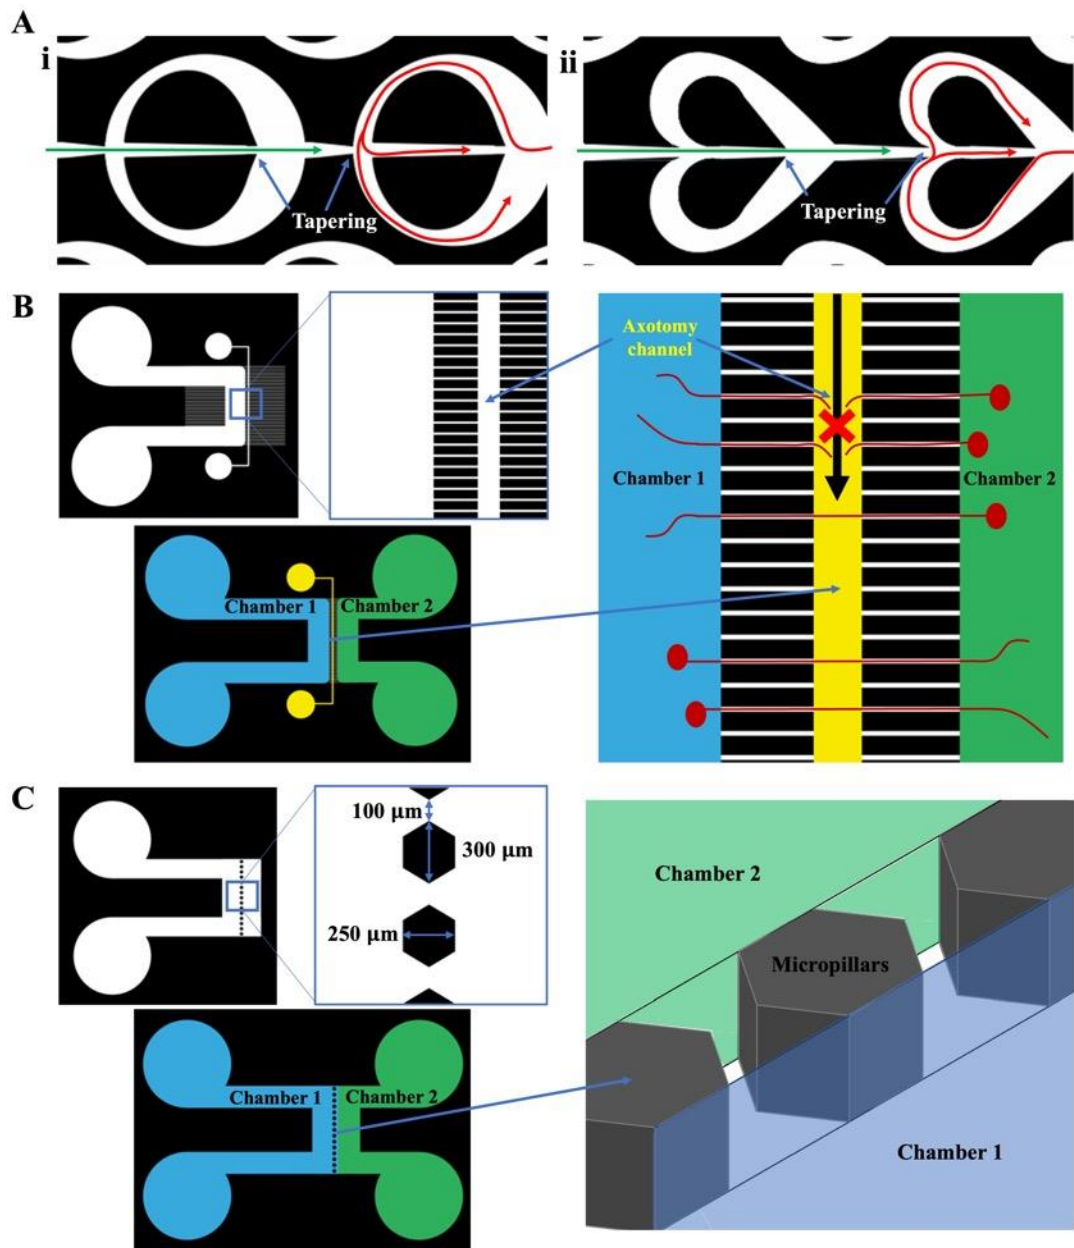 A
i
ii
Tapering
Tapering
B
Axotomy
channel
Chamber 1
Chamber 2
Chamber 1
Chamber 2
C
100 μm
300 μm
250 μm
Chamber 2
Micropillars
Chamber 1
Chamber 1
Chamber 2